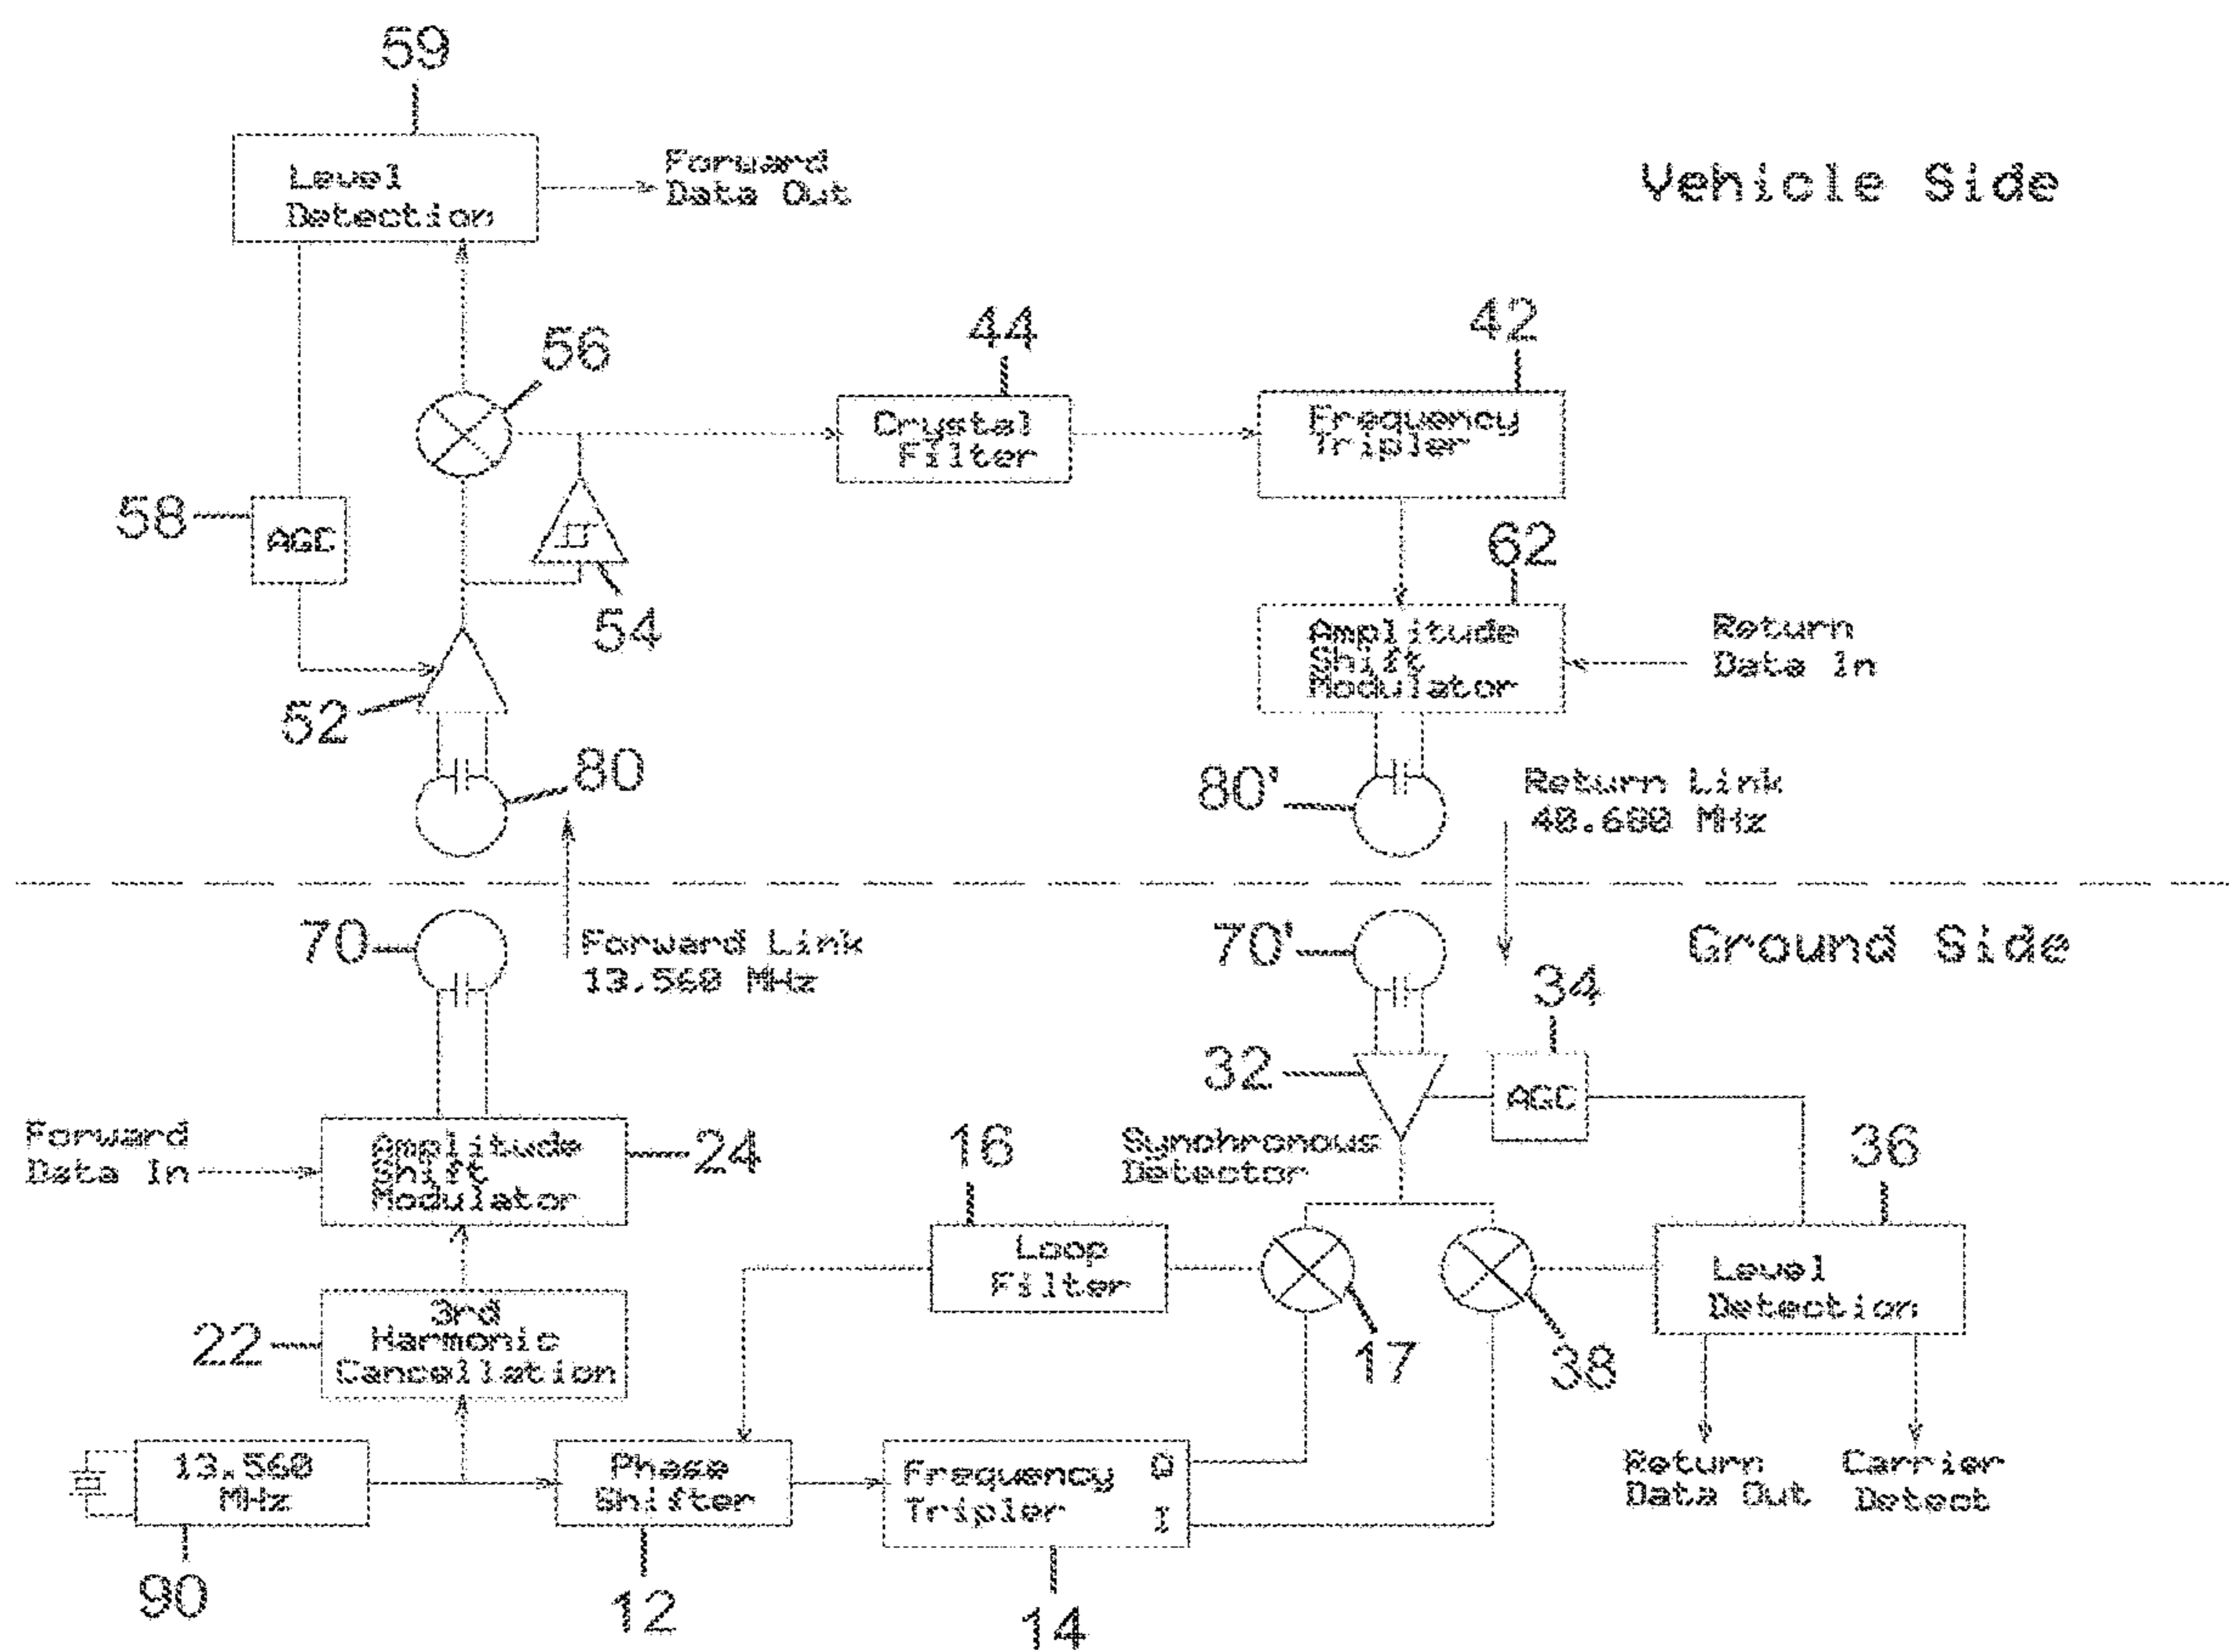 59
Level
Detection
Forward
Data Out
Vehicle Side
56
44
42
Crystal
Filter
Frequency
Tripler
58
AGC
54
62
Amplitude
Shift
Modulator
Return
Data In
52
80
80'
Return Link
40.680 MHz
70
Forward Link
13.560 MHz
70'
Ground Side
34
32
AGC
Forward
Data In
Amplitude
Shift
Modulator
24
16
Synchronous
Detector
36
Loop
Filter
Level
Detection
22
3rd
Harmonic
Cancellation
17
38
13.560
MHz
Phase
Shifter
Frequency
Tripler
Q
I
Return
Data Out
Carrier
Detect
90
12
14